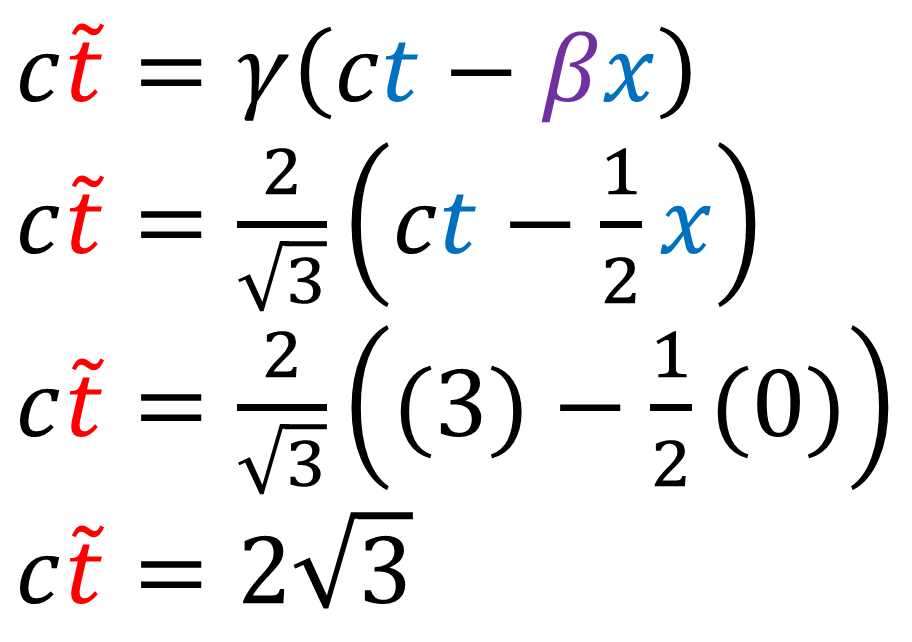 ct̃ = γ(ct − βx)
ct̃ = 2/√3 (ct − 1/2 x)
ct̃ = 2/√3 ((3) − 1/2 (0))
ct̃ = 2√3